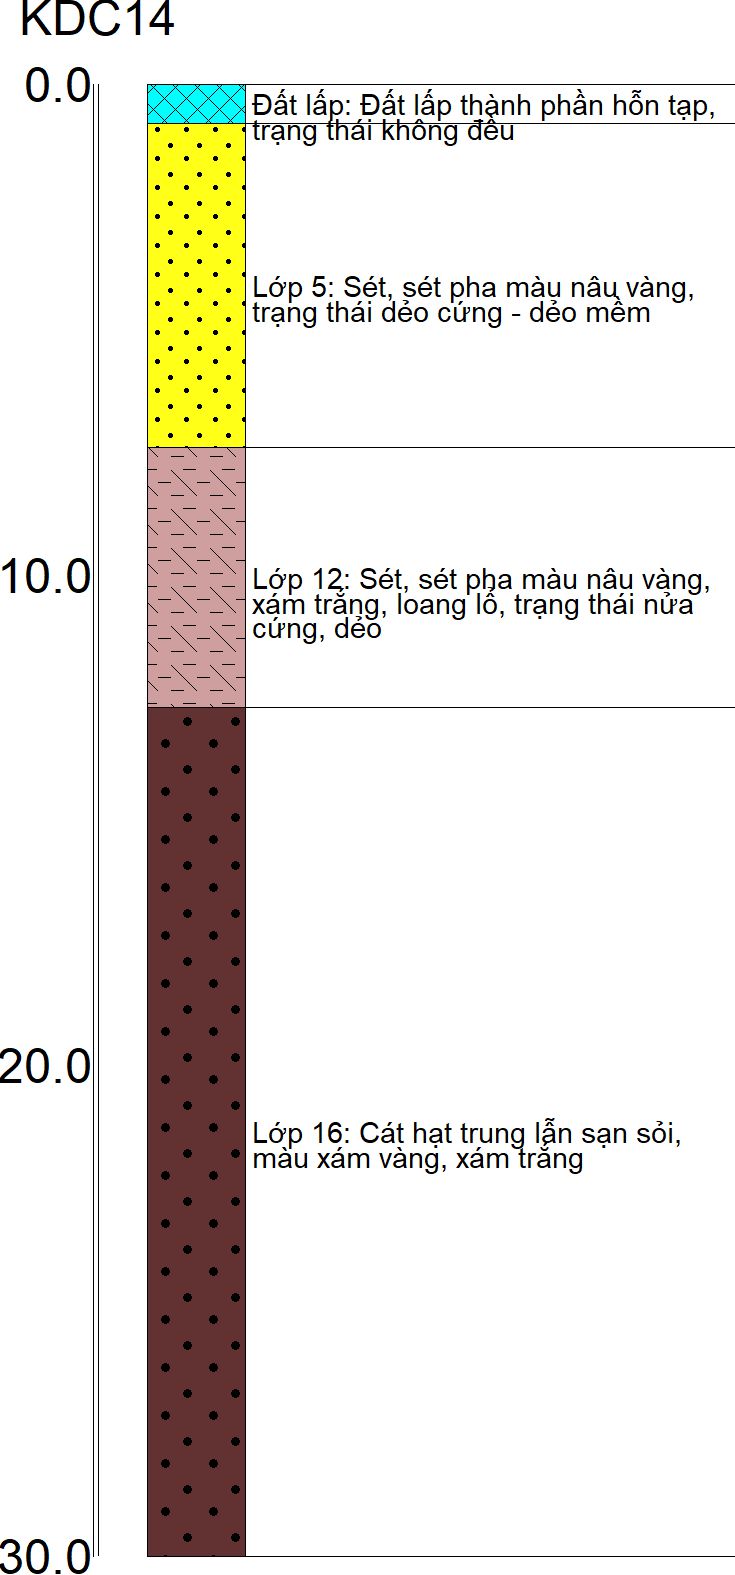 KDC14
0.0
Đất lấp: Đất lấp thành phần hỗn tạp,
trạng thái không đều
Lớp 5: Sét, sét pha màu nâu vàng,
trạng thái dẻo cứng - dẻo mềm
10.0
Lớp 12: Sét, sét pha màu nâu vàng,
xám trắng, loang lổ, trạng thái nửa
cứng, dẻo
20.0
Lớp 16: Cát hạt trung lẫn sạn sỏi,
màu xám vàng, xám trắng
30.0